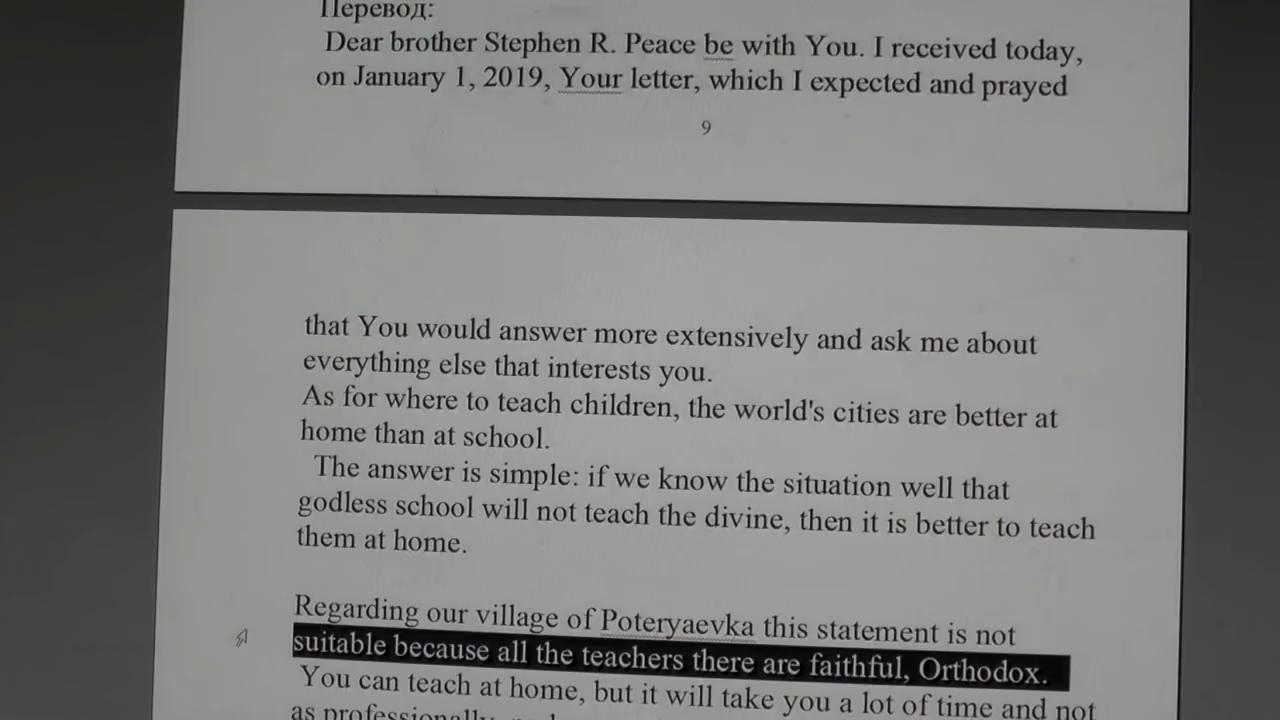 Перевод:
Dear brother Stephen R. Peace be with You. I received today,
on January 1, 2019, Your letter, which I expected and prayed
9
that You would answer more extensively and ask me about
everything else that interests you.
As for where to teach children, the world's cities are better at
home than at school.
The answer is simple: if we know the situation well that
godless school will not teach the divine, then it is better to teach
them at home.
Regarding our village of Poteryaevka this statement is not
suitable because all the teachers there are faithful, Orthodox.
You can teach at home, but it will take you a lot of time and not
as professionally